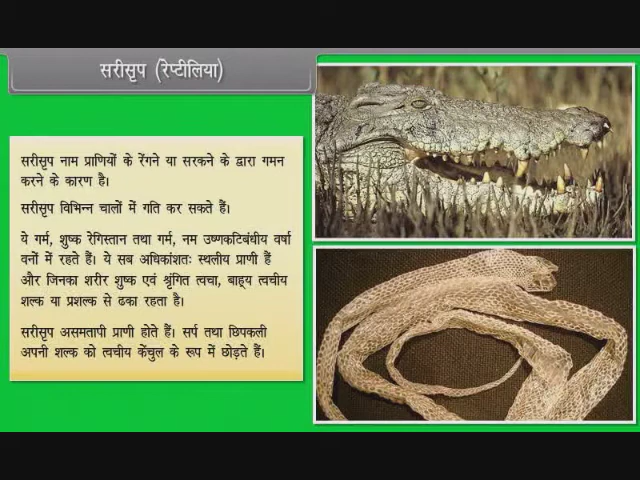 सरीसृप (रेप्टीलिया)
सरीसृप नाम प्राणियों के रेंगने या सरकने के द्वारा गमन
करने के कारण है।
सरीसृप विभिन्न चालों में गति कर सकते हैं।
ये गर्म, शुष्क रेगिस्तान तथा गर्म, नम उष्णकटिबंधीय वर्षा
वनों में रहते हैं। ये सब अधिकांशतः स्थलीय प्राणी हैं
और जिनका शरीर शुष्क एवं श्रृंगित त्वचा, बाह्य त्वचीय
शल्क या प्रशल्क से ढका रहता है।
सरीसृप असमतापी प्राणी होते हैं। सर्प तथा छिपकली
अपनी शल्क को त्वचीय केंचुल के रूप में छोड़ते हैं।